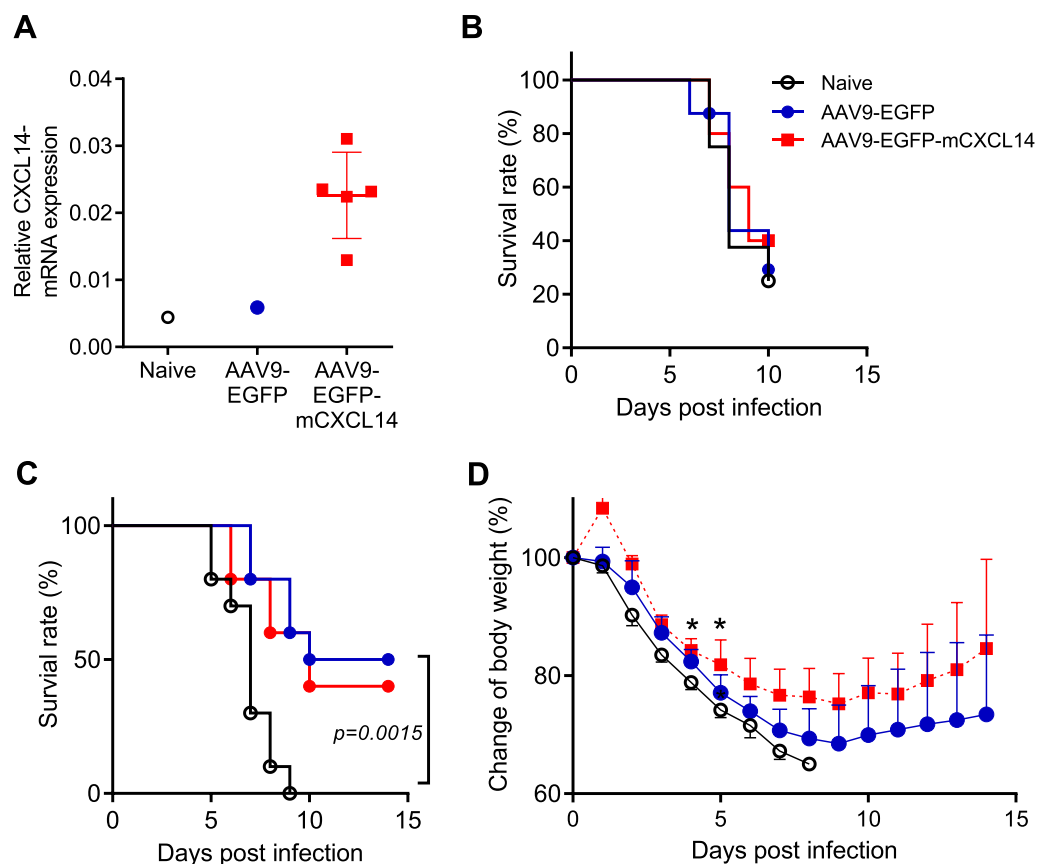 A
Relative CXCL14-
mRNA expression
0.04
0.03
0.02
0.01
0.00
Naive
AAV9-
EGFP
AAV9-
EGFP-
mCXCL14
B
Survival rate (%)
100
80
60
40
20
0
0
5
10
15
Days post infection
Naive
AAV9-EGFP
AAV9-EGFP-mCXCL14
C
Survial rate (%)
100
50
0
0
5
10
15
p=0.0015
Days post infection
D
Change of body weight (%)
100
80
60
* *
*
0
5
10
15
Days post infection